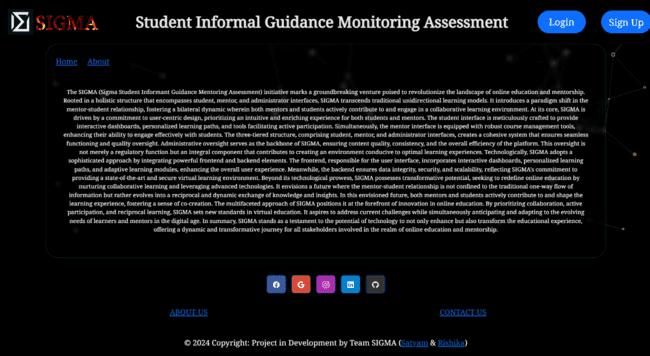 SIGMA
Student Informal Guidance Monitoring Assessment
Login
Sign Up
Home
About
The SIGMA (Sigma Student Informant Guidance Mentoring Assessment) initiative marks a groundbreaking venture poised to revolutionize the landscape of online education and mentorship.
Rooted in a holistic structure that encompasses student, mentor, and administrator interfaces, SIGMA transcends traditional unidirectional learning models. It introduces a paradigm shift in the
mentor-student relationship, fostering a bilateral dynamic wherein both mentors and students actively contribute to and engage in a collaborative learning environment. At its core, SIGMA is
driven by a commitment to user-centric design, prioritizing an intuitive and enriching experience for both students and mentors. The student interface is meticulously crafted to provide
interactive dashboards, personalized learning paths, and tools facilitating active participation. Simultaneously, the mentor interface is equipped with robust course management tools,
enhancing their ability to engage effectively with students. The three-tiered structure, comprising student, mentor, and administrator interfaces, creates a cohesive system that ensures seamless
functioning and quality oversight. Administrative oversight serves as the backbone of SIGMA, ensuring content quality, consistency, and the overall efficiency of the platform. This oversight is
not merely a regulatory function but an integral component that contributes to creating an environment conducive to optimal learning experiences. Technologically, SIGMA adopts a
sophisticated approach by integrating powerful frontend and backend elements. The frontend, responsible for the user interface, incorporates interactive dashboards, personalized learning
paths, and adaptive learning modules, enhancing the overall user experience. Meanwhile, the backend ensures data integrity, security, and scalability, reflecting SIGMA's commitment to
providing a state-of-the-art and secure virtual learning environment. Beyond its technological prowess, SIGMA possesses transformative potential, seeking to redefine online education by
nurturing collaborative learning and leveraging advanced technologies. It envisions a future where the mentor-student relationship is not confined to the traditional one-way flow of
information but rather evolves into a reciprocal and dynamic exchange of knowledge and insights. In this envisioned future, both mentors and students actively contribute to and shape the
learning experience, fostering a sense of co-creation. The multifaceted approach of SIGMA positions it at the forefront of innovation in online education. By prioritizing collaboration, active
participation, and reciprocal learning, SIGMA sets new standards in virtual education. It aspires to address current challenges while simultaneously anticipating and adapting to the evolving
needs of learners and mentors in the digital age. In summary, SIGMA stands as a testament to the potential of technology to not only enhance but also transform the educational experience,
offering a dynamic and transformative journey for all stakeholders involved in the realm of online education and mentorship.
ABOUT US
CONTACT US
© 2024 Copyright: Project in Development by Team SIGMA (Satyam & Rishika)